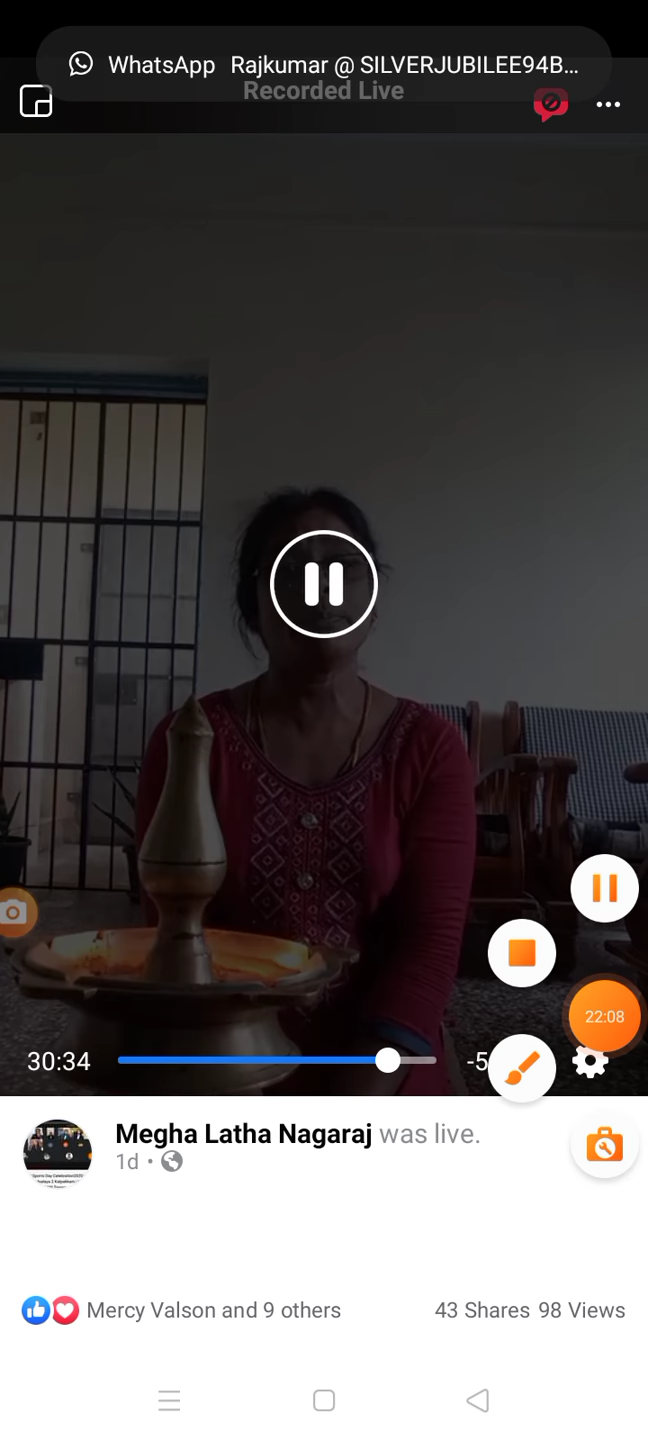 WhatsApp Rajkumar @ SILVERJUBILEE94B...
Recorded Live
22:08
30:34 -5
Megha Latha Nagaraj was live.
1d ·
Mercy Valson and 9 others 43 Shares 98 Views